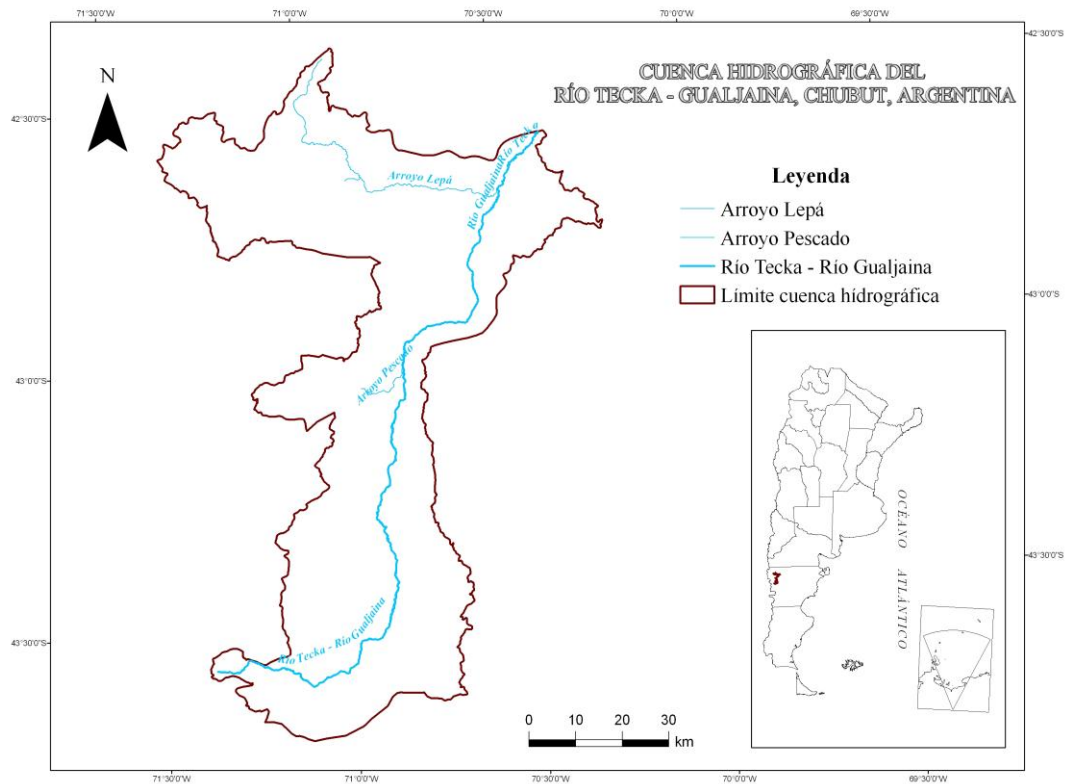 71°30'0"O
71°0'0"O
70°30'0"O
70°0'0"O
69°30'0"O
42°30'0"S
CUENCA HIDROGRÁFICA DEL
RÍO TECKA - GUALJAINA, CHUBUT, ARGENTINA
N
42°30'0"S
Río Gualjaina Río Tecka
Arroyo Lepá
Leyenda
Arroyo Lepá
Arroyo Pescado
Río Tecka - Río Gualjaina
Límite cuenca hídrográfica
43°0'0"S
43°0'0"S
Arroyo Pescado
OCÉANO ATLÁNTICO
43°30'0"S
43°30'0"S
Río Tecka - Río Gualjaina
0 10 20 30
km
71°30'0"O
71°0'0"O
70°30'0"O
70°0'0"O
69°30'0"O